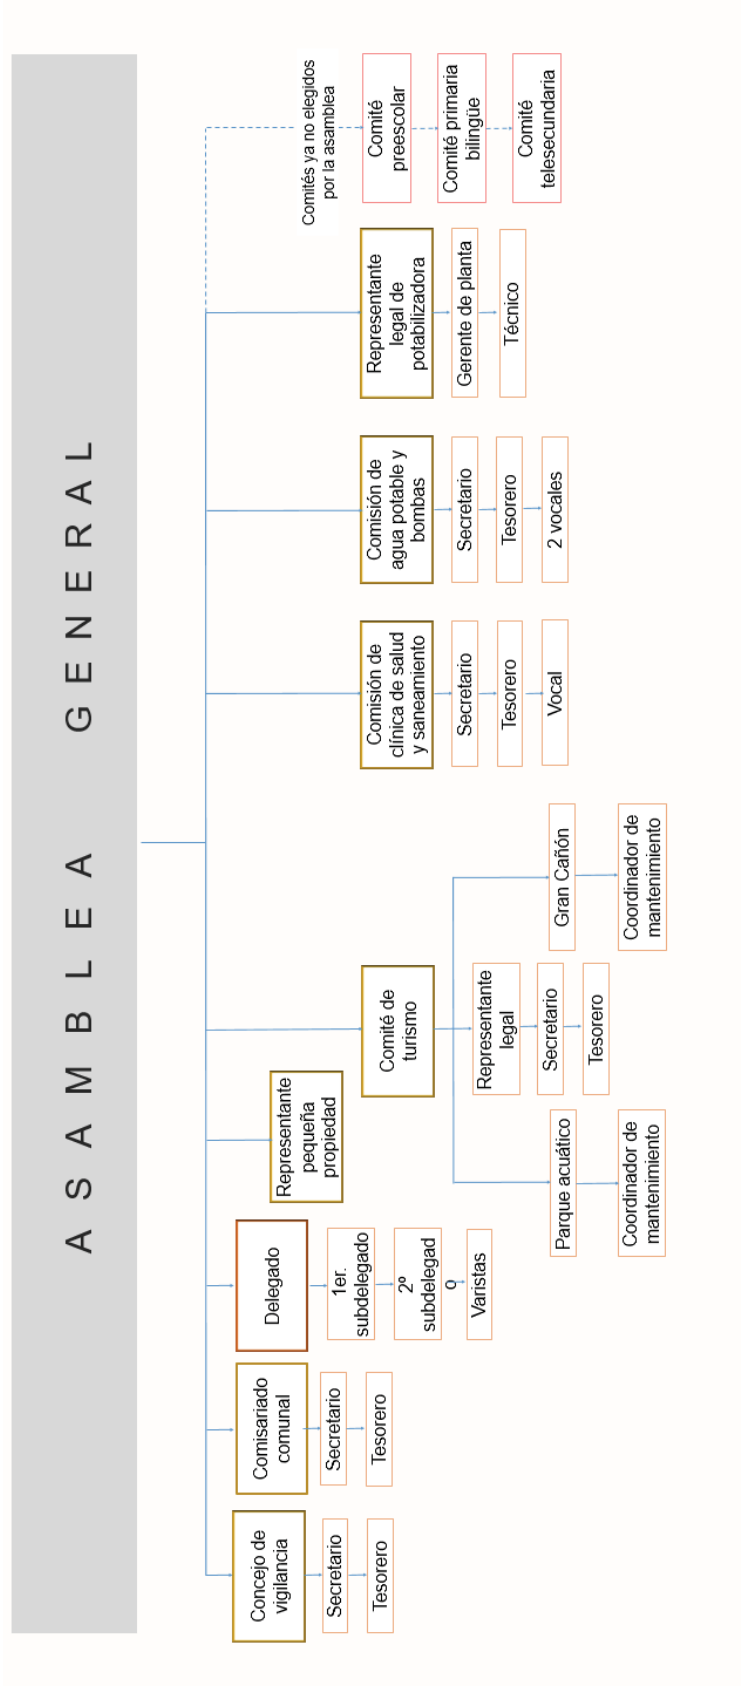 ASAMBLEA GENERAL
Concejo de
vigilancia
Secretario
Tesorero
Comisariado
comunal
Secretario
Tesorero
Delegado
1er.
subdelegado
2º
subdelegad
o
Varistas
Representante
pequeña
propiedad
Comité de
turismo
Parque acuático
Coordinador de
mantenimiento
Representante
legal
Secretario
Tesorero
Gran Cañón
Coordinador de
mantenimiento
Comisión de
clínica de salud
y saneamiento
Secretario
Tesorero
Vocal
Comisión de
agua potable y
bombas
Secretario
Tesorero
2 vocales
Representante
legal de
potabilizadora
Gerente de planta
Técnico
Comités ya no elegidos
por la asamblea
Comité
preescolar
Comité primaria
bilingüe
Comité
telesecundaria